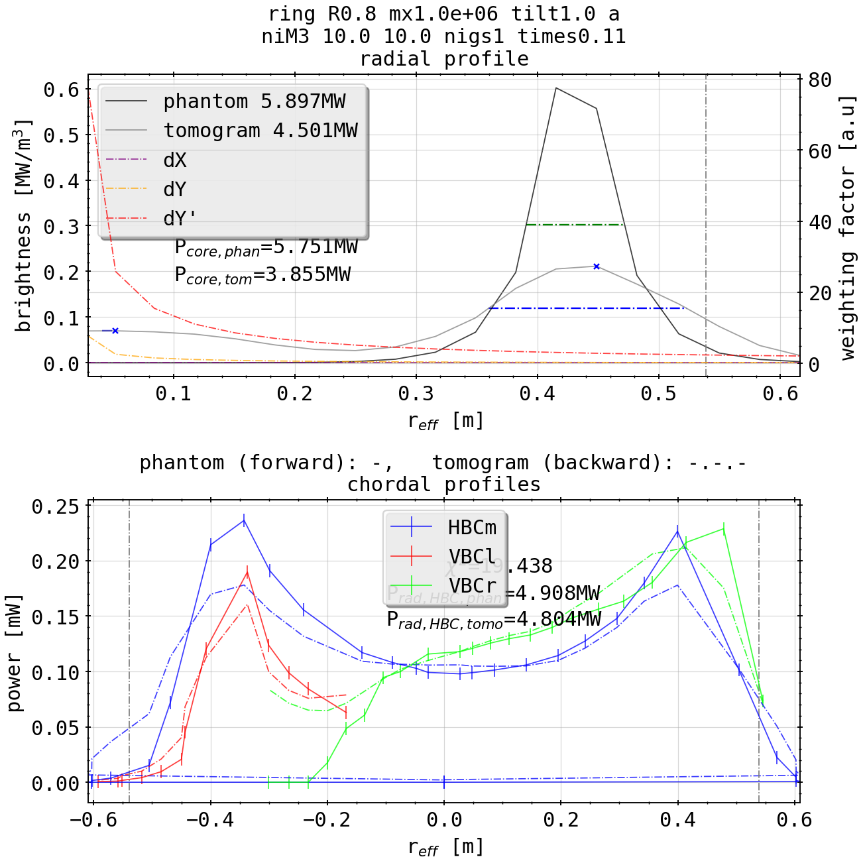 ring R0.8 mx1.0e+06 tilt1.0 a
niM3 10.0 10.0 nigs1 times0.11
radial profile
phantom 5.897MW
tomogram 4.501MW
dX
dY
dY'
P_core,phan=5.751MW
P_core,tom=3.855MW
brightness [MW/m³]
0.6
0.5
0.4
0.3
0.2
0.1
0.0
80
60
40
20
0
weighting factor [a.u]
0.1 0.2 0.3 0.4 0.5 0.6
r_eff [m]
phantom (forward): -, tomogram (backward): -.-.-
chordal profiles
HBCm
VBCl
VBCr
=19.438
P_rad,HBC,phan=4.908MW
P_rad,HBC,tomo=4.804MW
power [mW]
0.25
0.20
0.15
0.10
0.05
0.00
−0.6 −0.4 −0.2 0.0 0.2 0.4 0.6
r_eff [m]